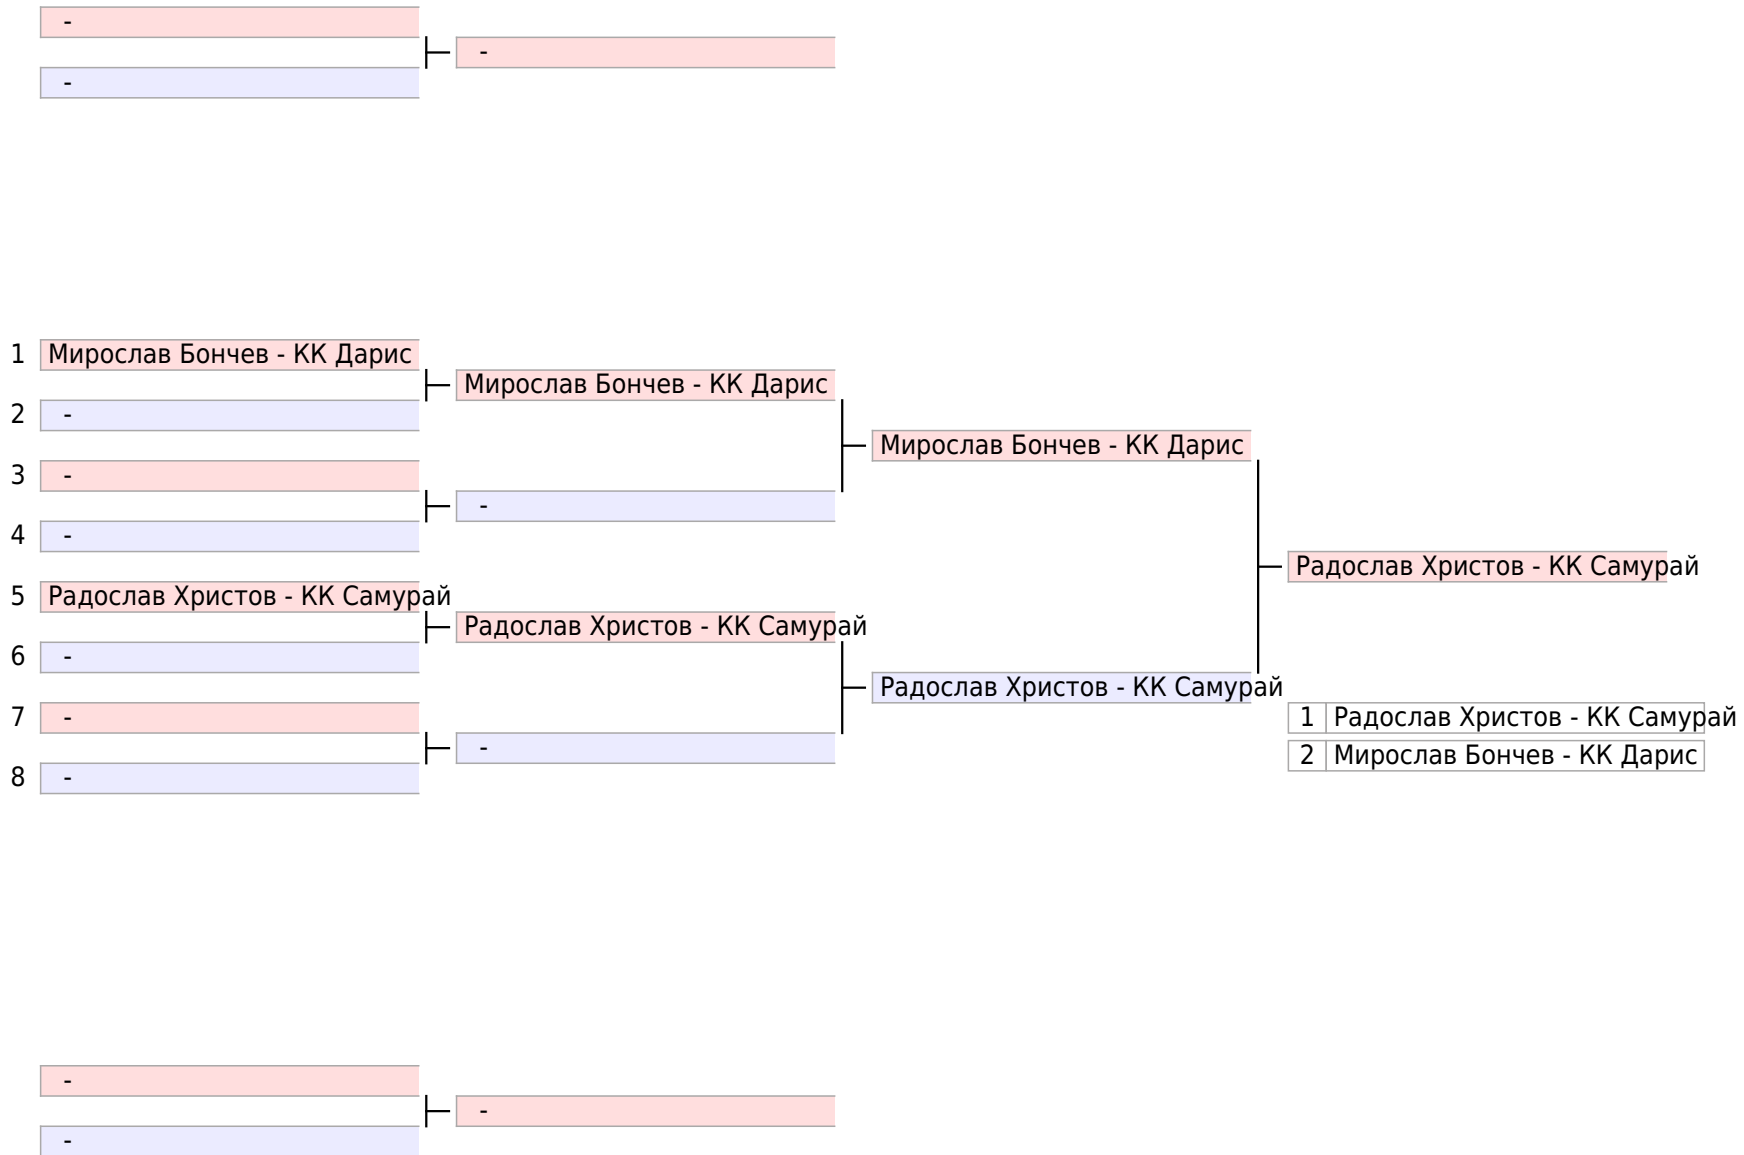 -
-
-
1 Мирослав Бончев - КК Дарис
Мирослав Бончев - КК Дарис
2 -
Мирослав Бончев - КК Дарис
3 -
-
4 -
Радослав Христов - КК Самурай
5 Радослав Христов - КК Самурай
Радослав Христов - КК Самурай
6 -
Радослав Христов - КК Самурай
7 -
1 Радослав Христов - КК Самурай
-
2 Мирослав Бончев - КК Дарис
8 -
-
-
-